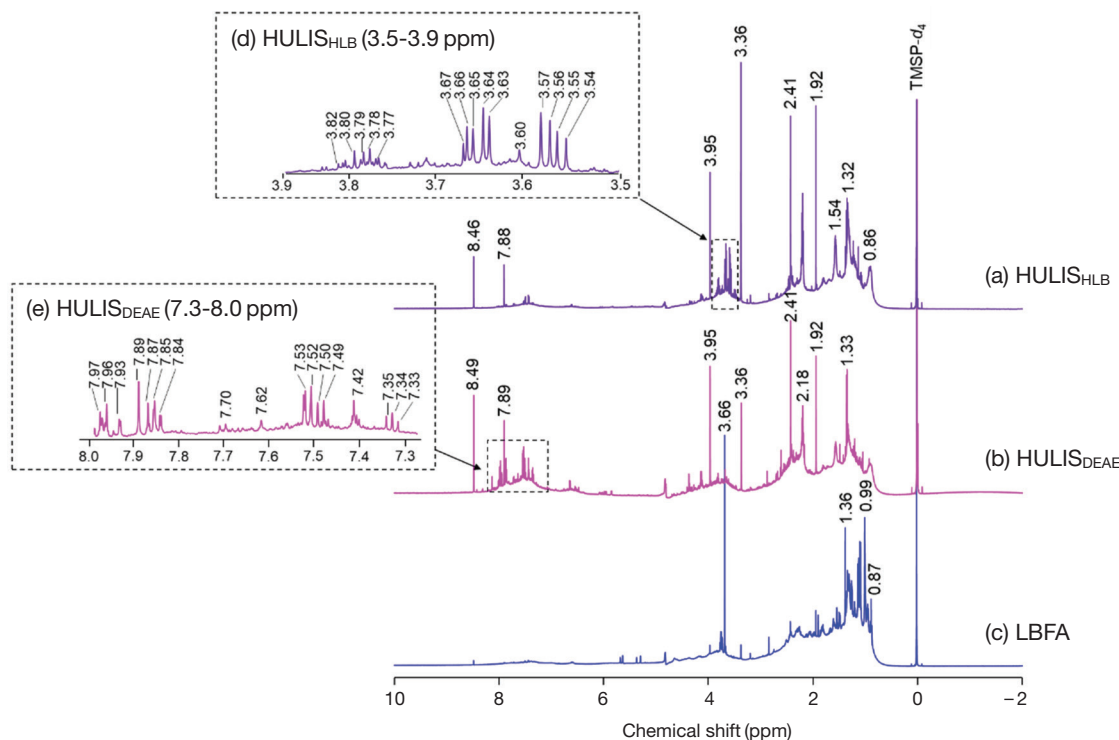 (d) HULISHLB (3.5-3.9 ppm)
3.82 3.80 3.79 3.78 3.77 3.67 3.66 3.65 3.64 3.63 3.60 3.57 3.56 3.55 3.54
3.9 3.8 3.7 3.6 3.5
8.46 7.88 3.95 3.36 2.41 1.92 1.54 1.32 0.86 TMSP-d4
(a) HULISHLB
(e) HULISDEAE (7.3-8.0 ppm)
7.97 7.96 7.93 7.89 7.87 7.85 7.84 7.70 7.62 7.53 7.52 7.50 7.49 7.42 7.35 7.34 7.33
8.0 7.9 7.8 7.7 7.6 7.5 7.4 7.3
8.49 7.89 3.95 3.66 3.36 2.41 2.18 1.92 1.33
(b) HULISDEAE
1.36 0.99 0.87
(c) LBFA
10 8 6 4 2 0 −2
Chemical shift (ppm)